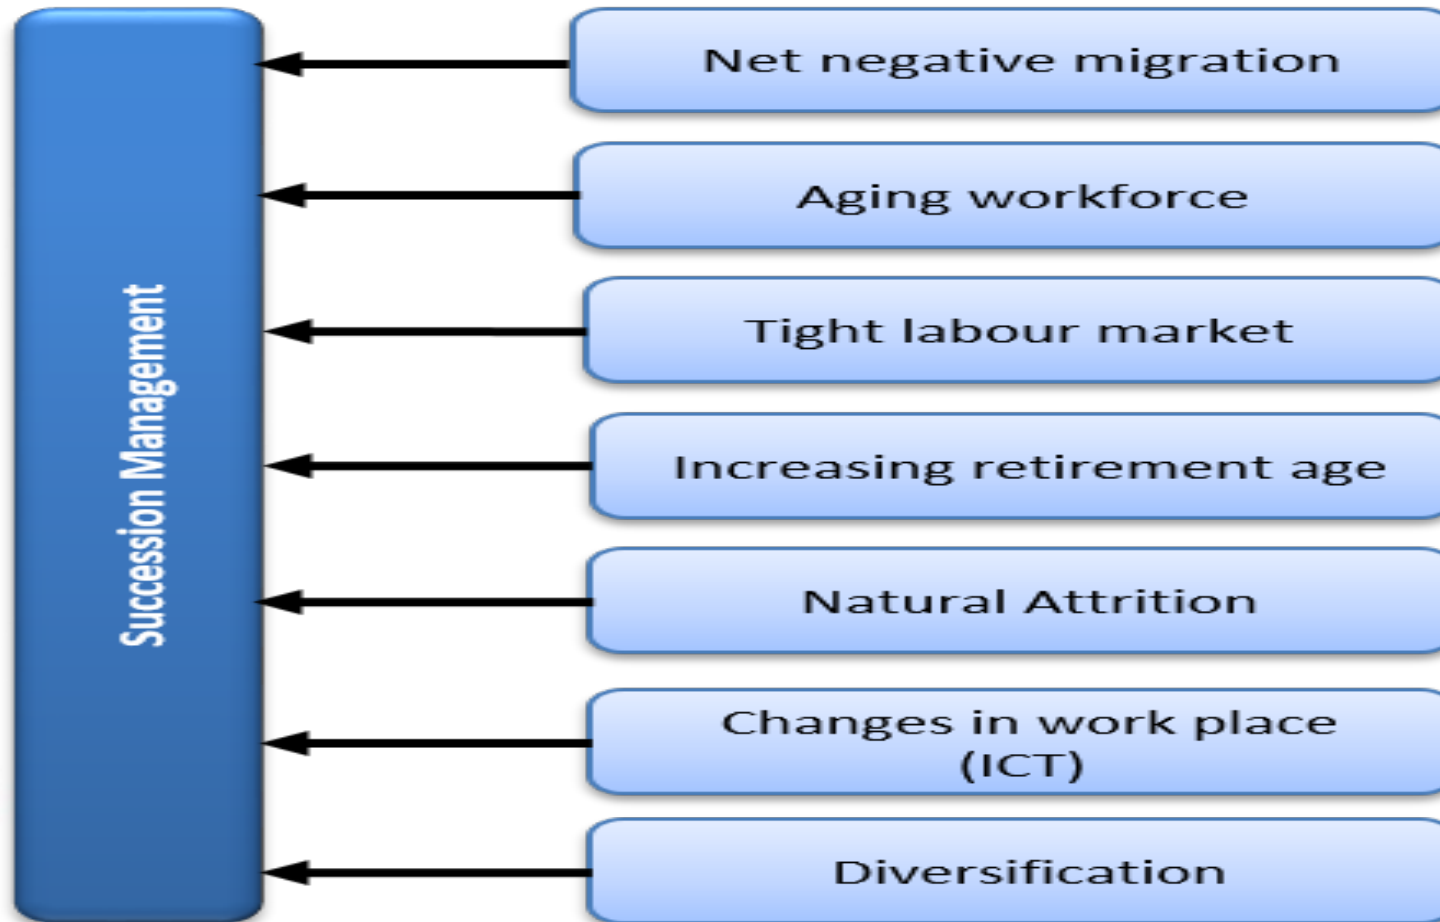 Succession Management
Net negative migration
Aging workforce
Tight labour market
Increasing retirement age
Natural Attrition
Changes in work place
(ICT)
Diversification